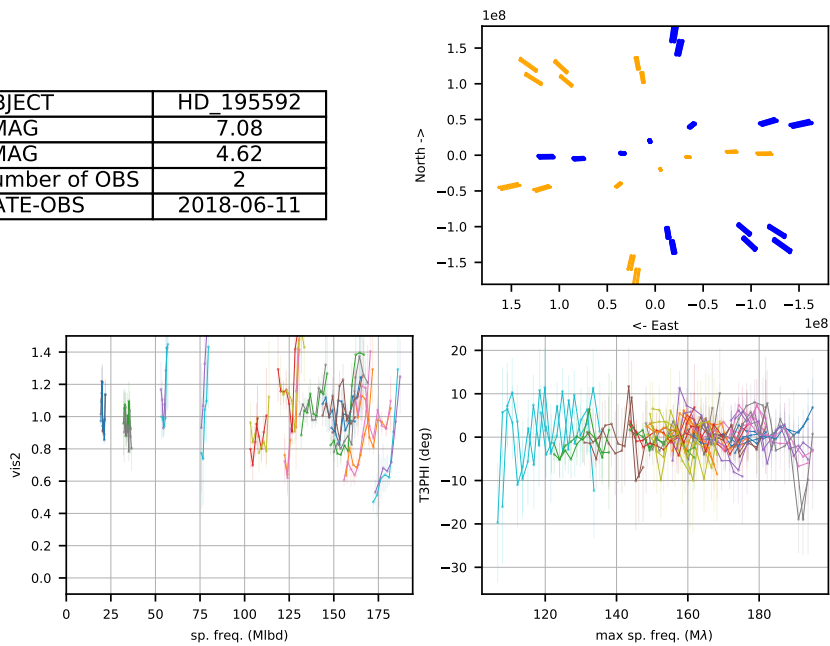 BJECT HD_195592
MAG 7.08
MAG 4.62
umber of OBS 2
ATE-OBS 2018-06-11
1e8
1.5
1.0
0.5
0.0
−0.5
−1.0
−1.5
North ->
1.5 1.0 0.5 0.0 −0.5 −1.0 −1.5
<- East
1e8
1.4
1.2
1.0
0.8
0.6
0.4
0.2
0.0
vis2
0 25 50 75 100 125 150 175
sp. freq. (Mlbd)
20
10
0
−10
−20
−30
T3PHI (deg)
120 140 160 180
max sp. freq. (Mλ)